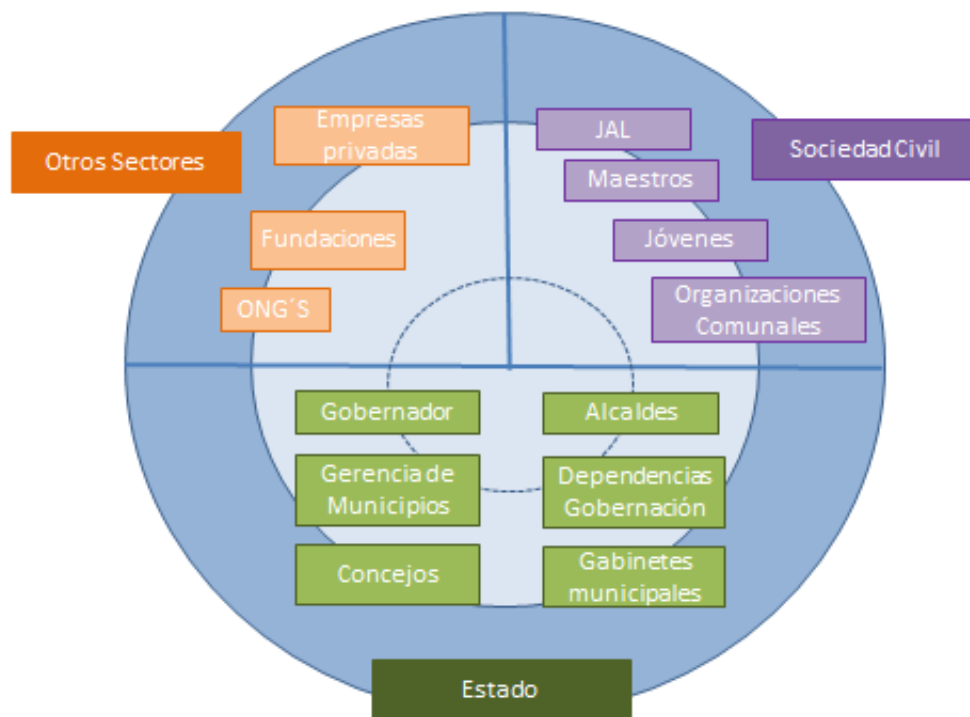 Otros Sectores
Empresas
privadas
Fundaciones
ONG´S
JAL
Maestros
Jóvenes
Organizaciones
Comunales
Sociedad Civil
Gobernador
Alcaldes
Gerencia de
Municipios
Dependencias
Gobernación
Concejos
Gabinetes
municipales
Estado